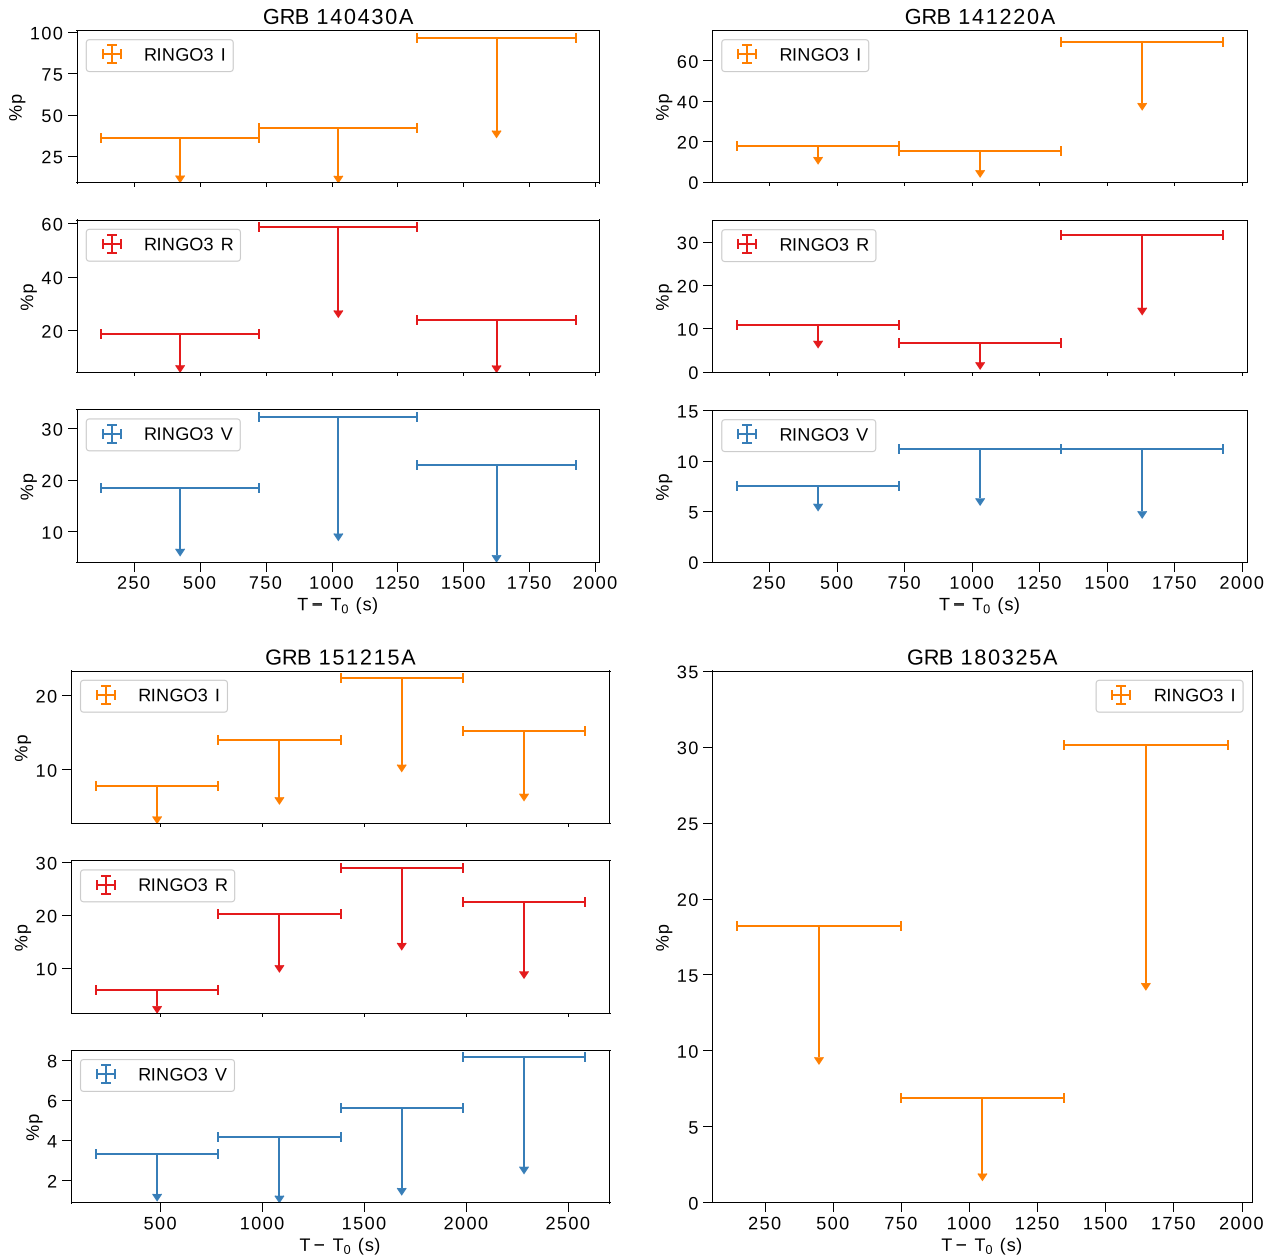 GRB 140430A
100
75
50
25
%p
RINGO3 I
60
40
20
%p
RINGO3 R
30
20
10
%p
RINGO3 V
250 500 750 1000 1250 1500 1750 2000
T − T₀ (s)
GRB 141220A
60
40
20
0
%p
RINGO3 I
30
20
10
0
%p
RINGO3 R
15
10
5
0
%p
RINGO3 V
250 500 750 1000 1250 1500 1750 2000
T − T₀ (s)
GRB 151215A
20
10
%p
RINGO3 I
30
20
10
%p
RINGO3 R
8
6
4
2
%p
RINGO3 V
500 1000 1500 2000 2500
T − T₀ (s)
GRB 180325A
35
30
25
20
15
10
5
0
%p
RINGO3 I
250 500 750 1000 1250 1500 1750 2000
T − T₀ (s)